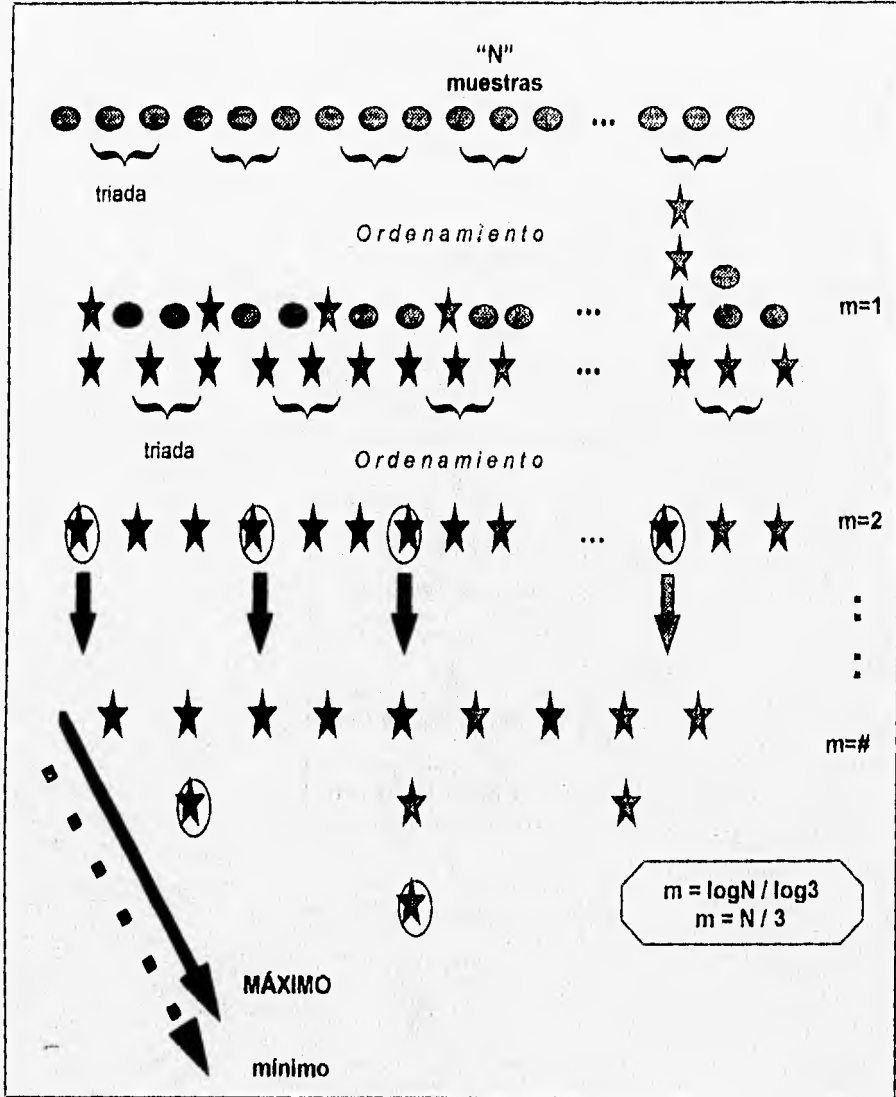 “N”
muestras
...
triada
Ordenamiento
... m=1
...
triada
Ordenamiento
... m=2
m=#
m = logN / log3
m = N / 3
MÁXIMO
mínimo